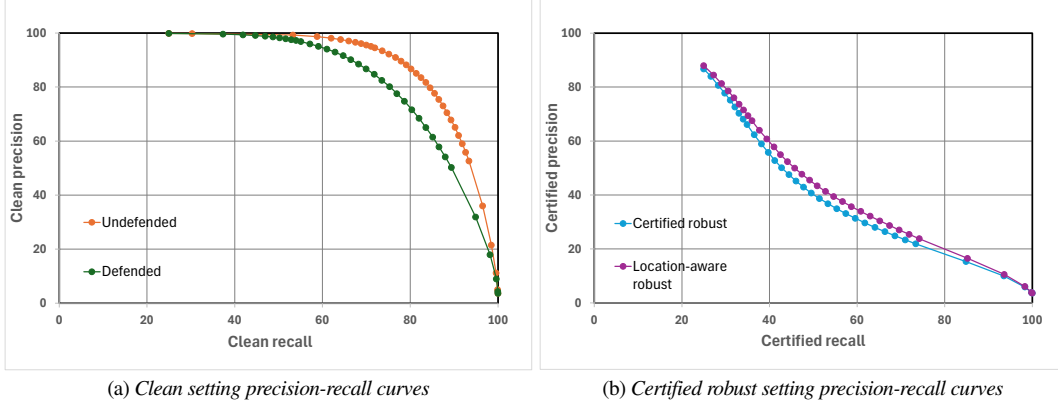 100
80
60
40
20
0
0
20
40
60
80
100
Clean precision
Clean recall
Undefended
Defended
(a) Clean setting precision-recall curves
100
80
60
40
20
0
0
20
40
60
80
100
Certified precision
Certified recall
Certified robust
Location-aware
robust
(b) Certified robust setting precision-recall curves